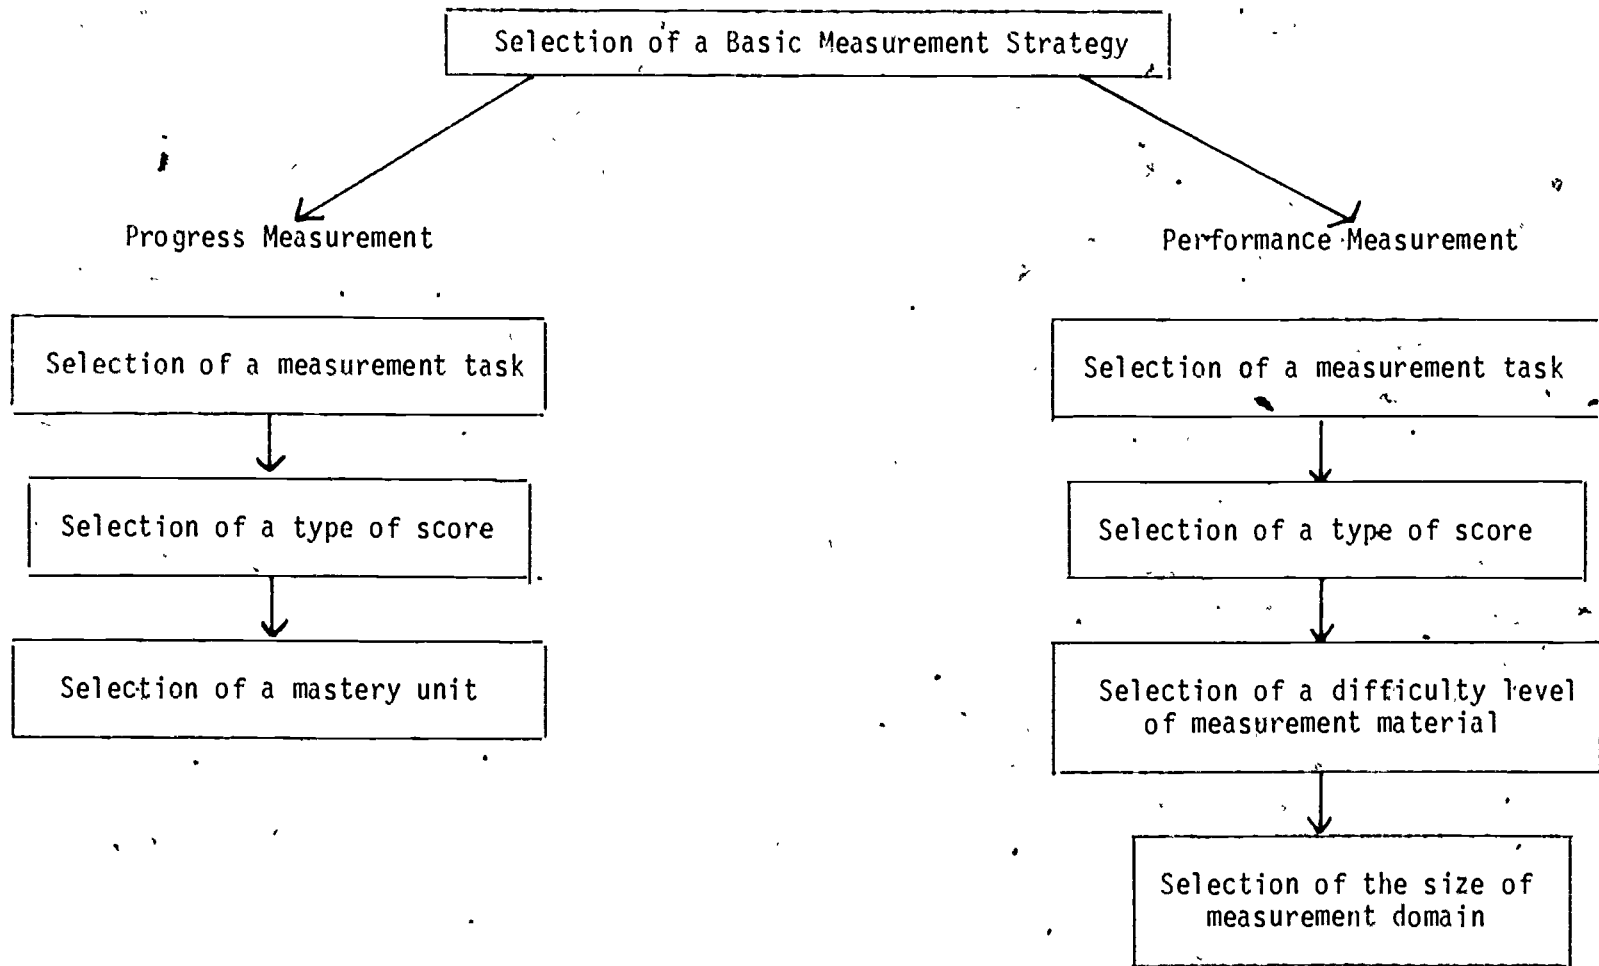 Selection of a Basic Measurement Strategy
Progress Measurement
Performance Measurement
Selection of a measurement task
Selection of a type of score
Selection of a mastery unit
Selection of a measurement task
Selection of a type of score
Selection of a difficulty level
of measurement material
Selection of the size of
measurement domain